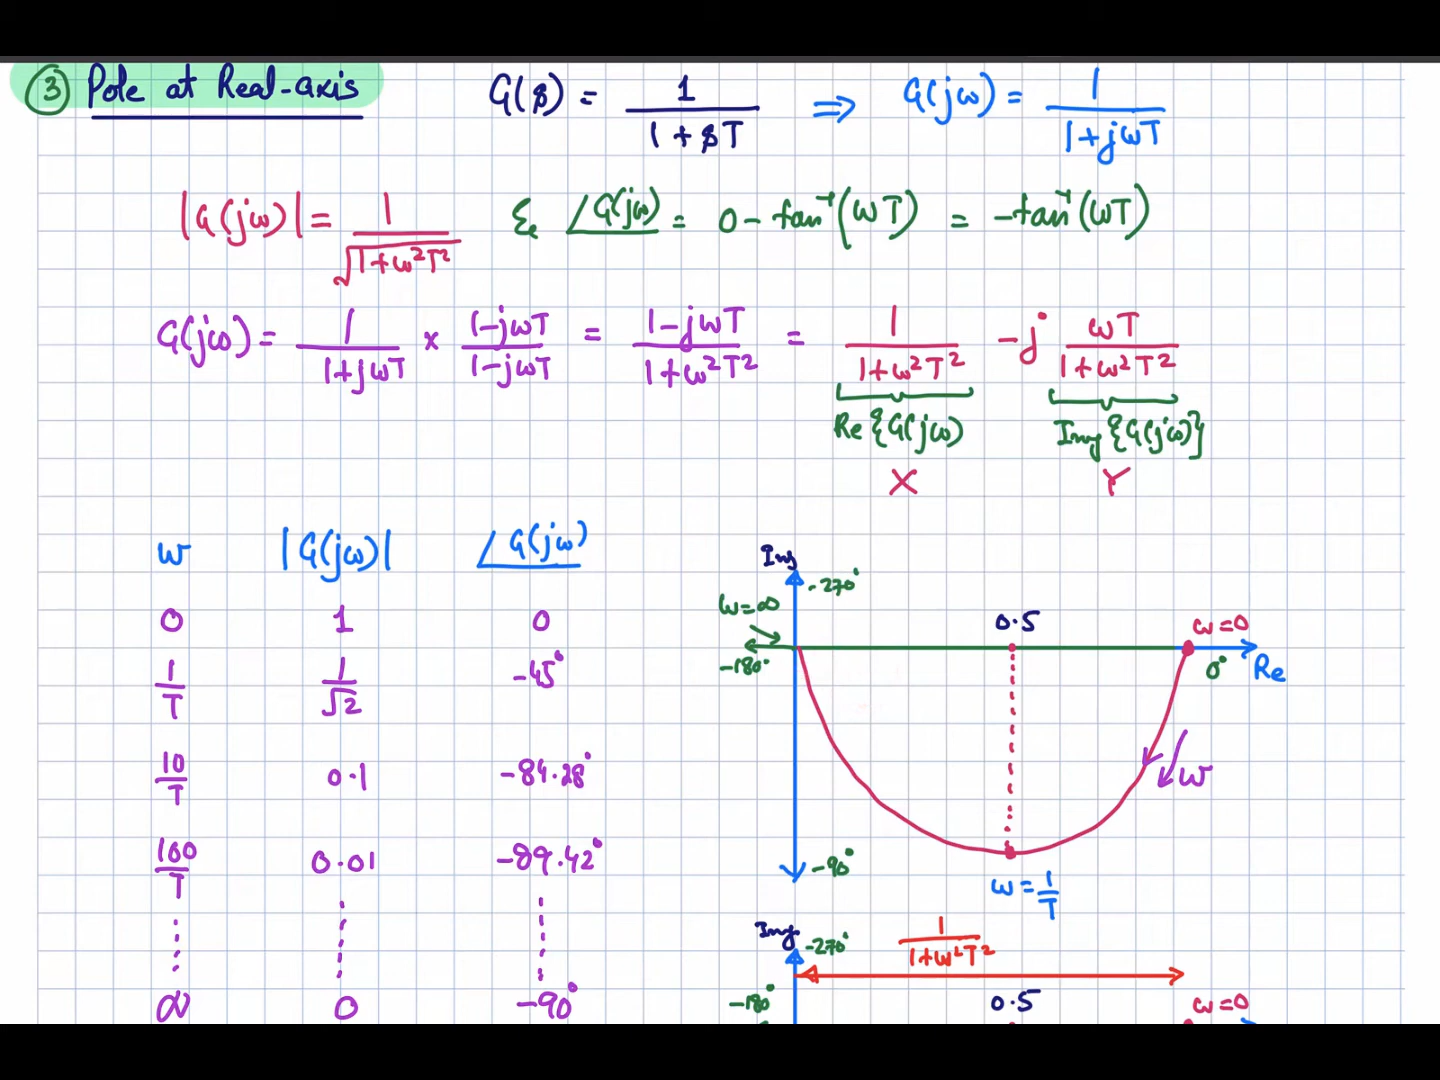 ③ Pole at Real-axis G(s) = 1/(1+sT) ⇒ G(jω) = 1/(1+jωT)
|G(jω)| = 1/√(1+ω²T²) & ∠G(jω) = 0 - tan⁻¹(ωT) = -tan⁻¹(ωT)
G(jω) = 1/(1+jωT) × (1-jωT)/(1-jωT) = (1-jωT)/(1+ω²T²) = 1/(1+ω²T²) - j ωT/(1+ω²T²)
Re{G(jω) Img{G(jω)}
X Y
ω |G(jω)| ∠G(jω)
0 1 0
1/T 1/√2 -45°
10/T 0.1 -84.28°
100/T 0.01 -89.42°
∞ 0 -90°
Img
-270°
ω=∞
0.5
ω=0
-180°
0°
Re
ω
-90°
ω = 1/T
Img
-270°
1/(1+ω²T²)
-180°
0.5
ω=0